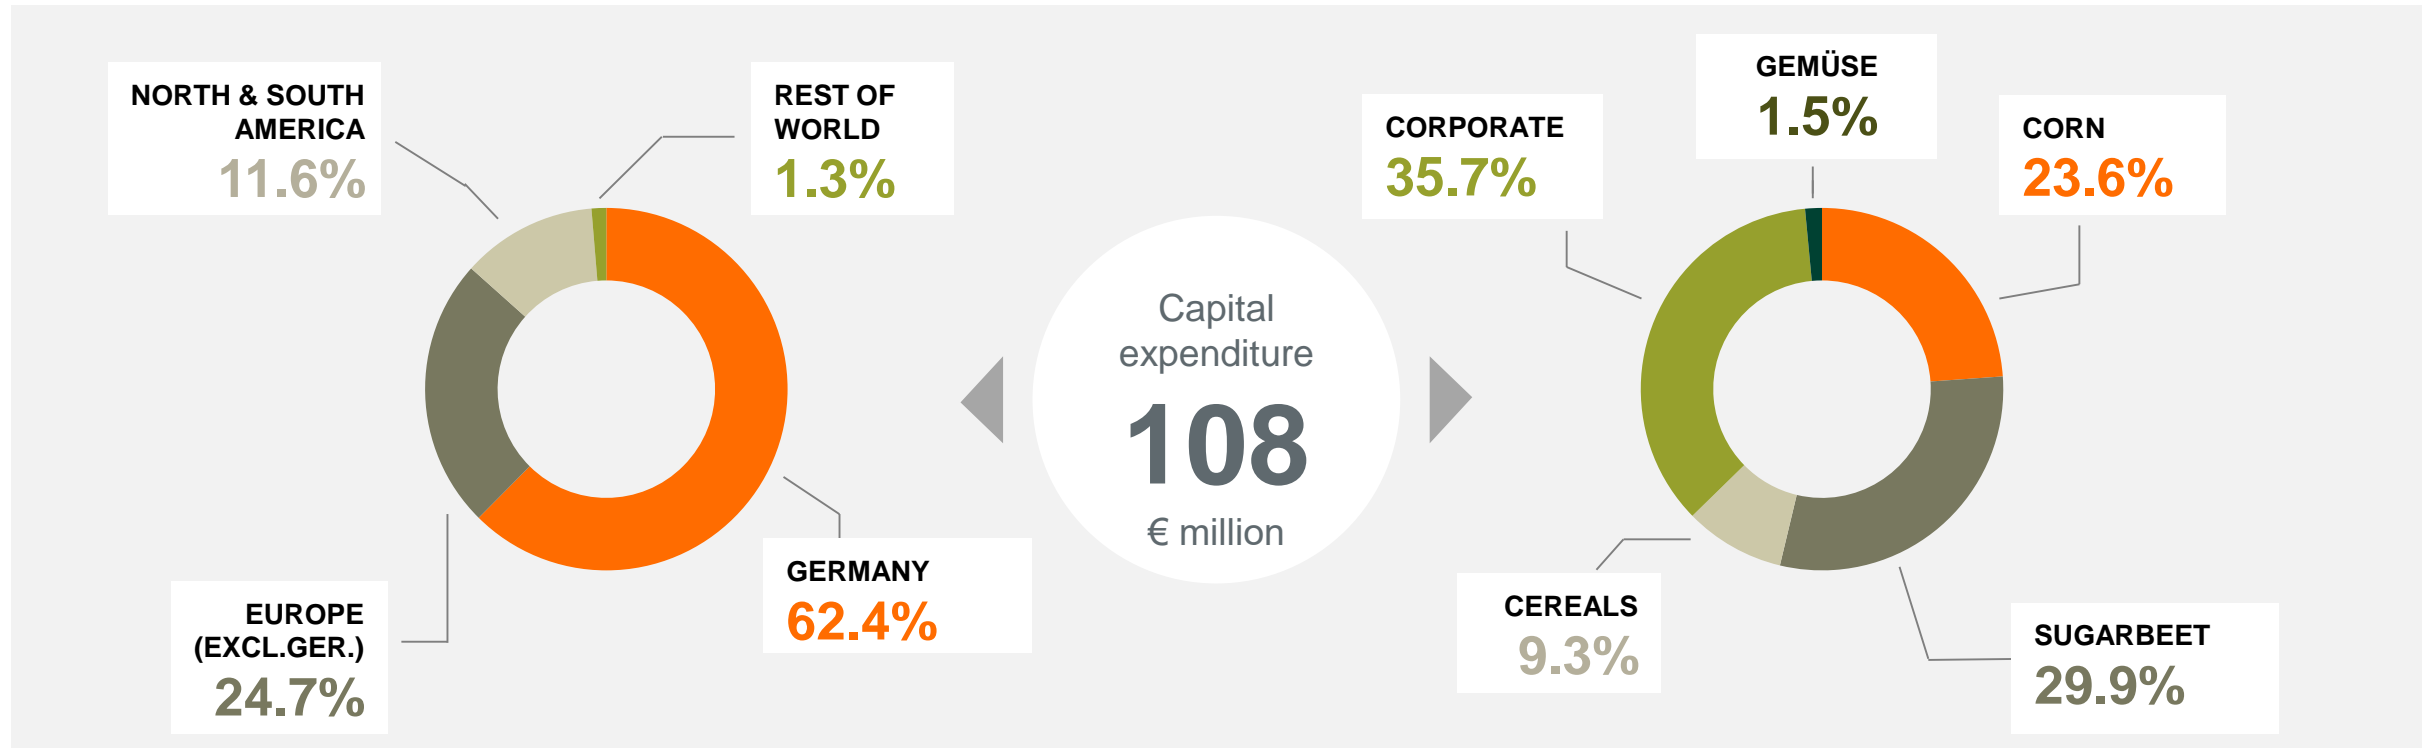 NORTH & SOUTH
AMERICA
11.6%
REST OF
WORLD
1.3%
EUROPE
(EXCL.GER.)
24.7%
GERMANY
62.4%
Capital
expenditure
108
€ million
CORPORATE
35.7%
GEMÜSE
1.5%
CORN
23.6%
CEREALS
9.3%
SUGARBEET
29.9%